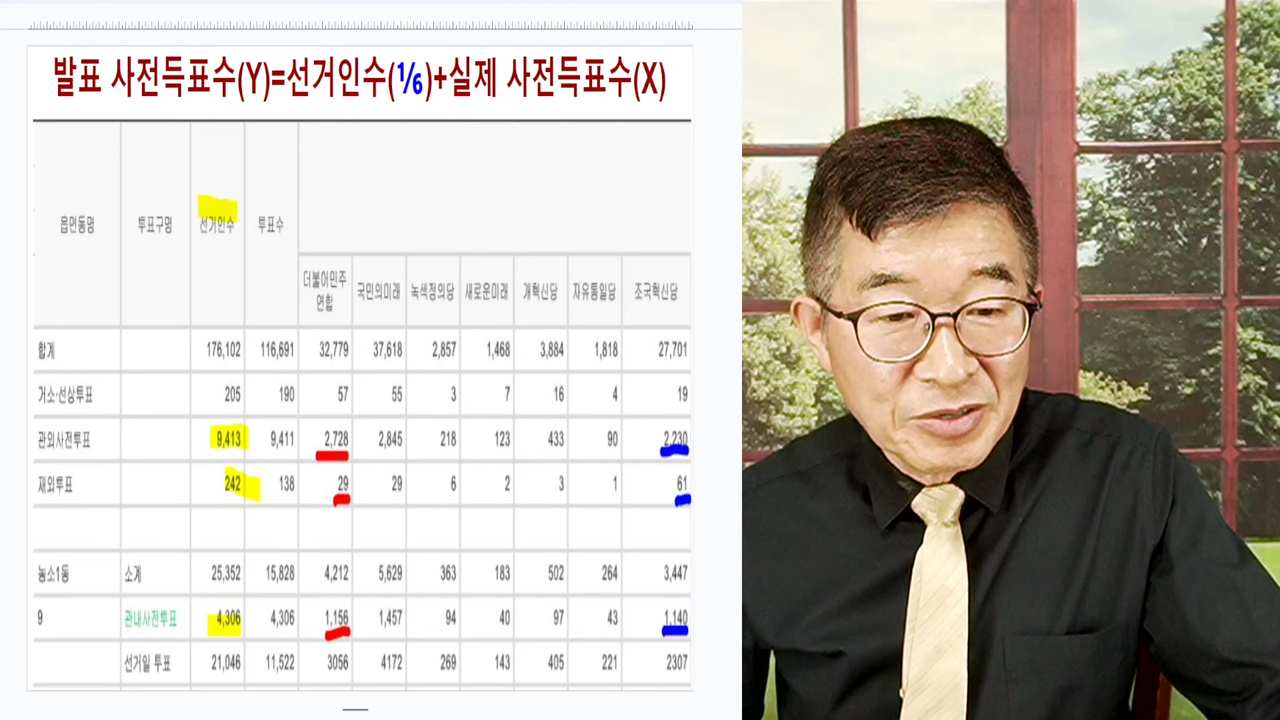 발표 사전득표수(Y)=선거인수(⅙)+실제 사전득표수(X)
읍면동명 투표구명 선거인수 투표수
더불어민주
연합 국민의미래 녹색정의당 새로운미래 개혁신당 자유통일당 조국혁신당
합계 176,102 116,691 32,779 37,618 2,857 1,468 3,884 1,818 27,701
거소·선상투표 205 190 57 55 3 7 16 4 19
관외사전투표 9,413 9,411 2,728 2,845 218 123 433 90 2,230
재외투표 242 138 29 29 6 2 3 1 61
농소1동 소계 25,352 15,828 4,212 5,629 363 183 502 264 3,447
9 관내사전투표 4,306 4,306 1,156 1,457 94 40 97 43 1,140
선거일 투표 21,046 11,522 3056 4172 269 143 405 221 2307